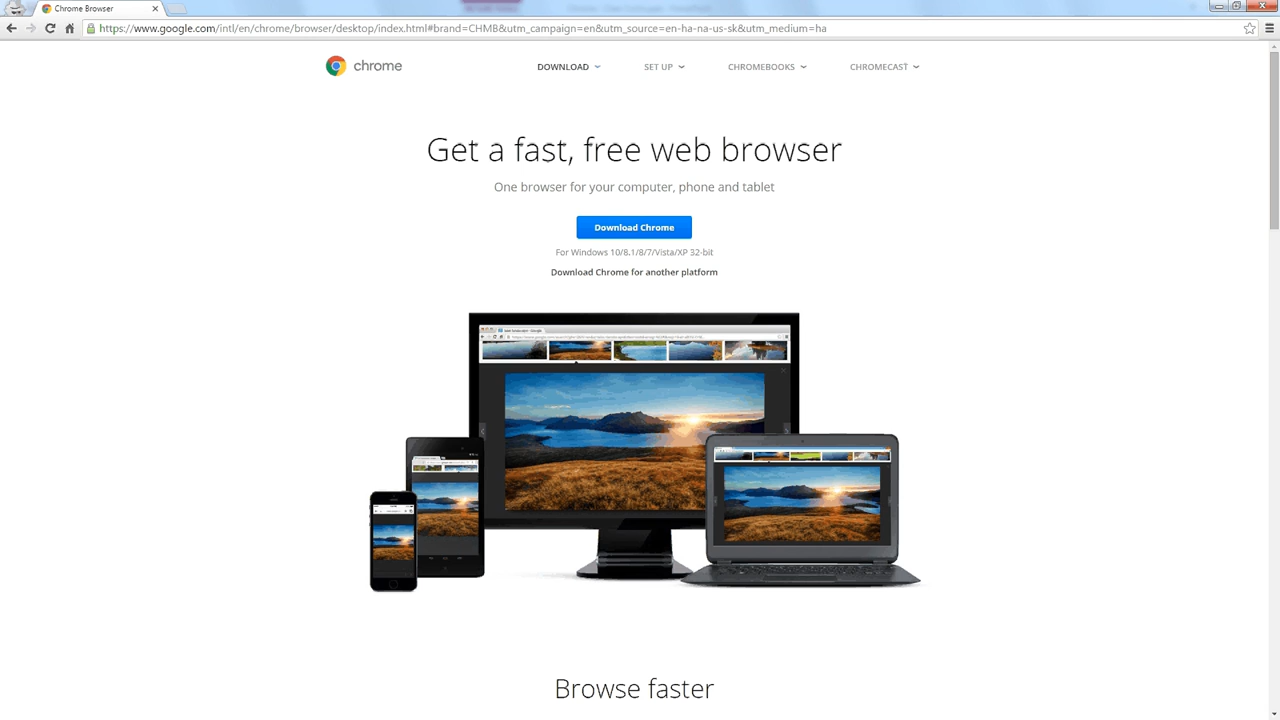 Chrome Browser
https://www.google.com/intl/en/chrome/browser/desktop/index.html#brand=CHMB&utm_campaign=en&utm_source=en-ha-na-us-sk&utm_medium=ha
chrome
DOWNLOAD
SET UP
CHROMEBOOKS
CHROMECAST
Get a fast, free web browser
One browser for your computer, phone and tablet
Download Chrome
For Windows 10/8.1/8/7/Vista/XP 32-bit
Download Chrome for another platform
Browse faster